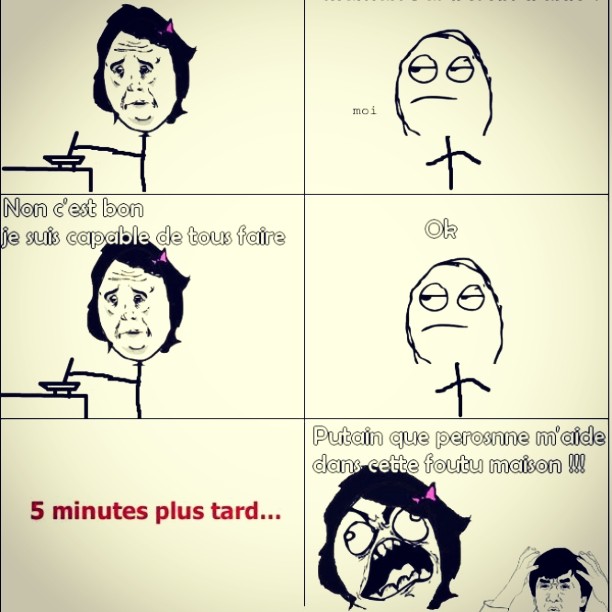 moi
Non c'est bon
je suis capable de tous faire
Ok
5 minutes plus tard...
Putain que perosnne m'aide
dans cette foutu maison !!!